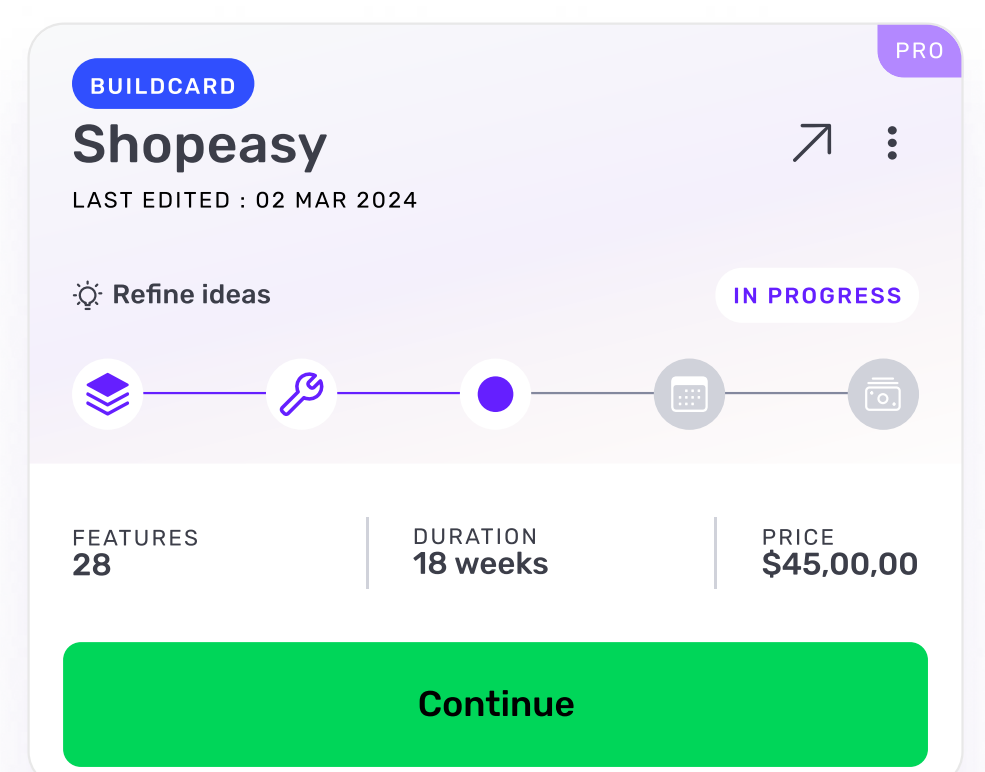 PRO
BUILDCARD
Shopeasy
LAST EDITED : 02 MAR 2024
Refine ideas
IN PROGRESS
FEATURES
28
DURATION
18 weeks
PRICE
$45,00,00
Continue